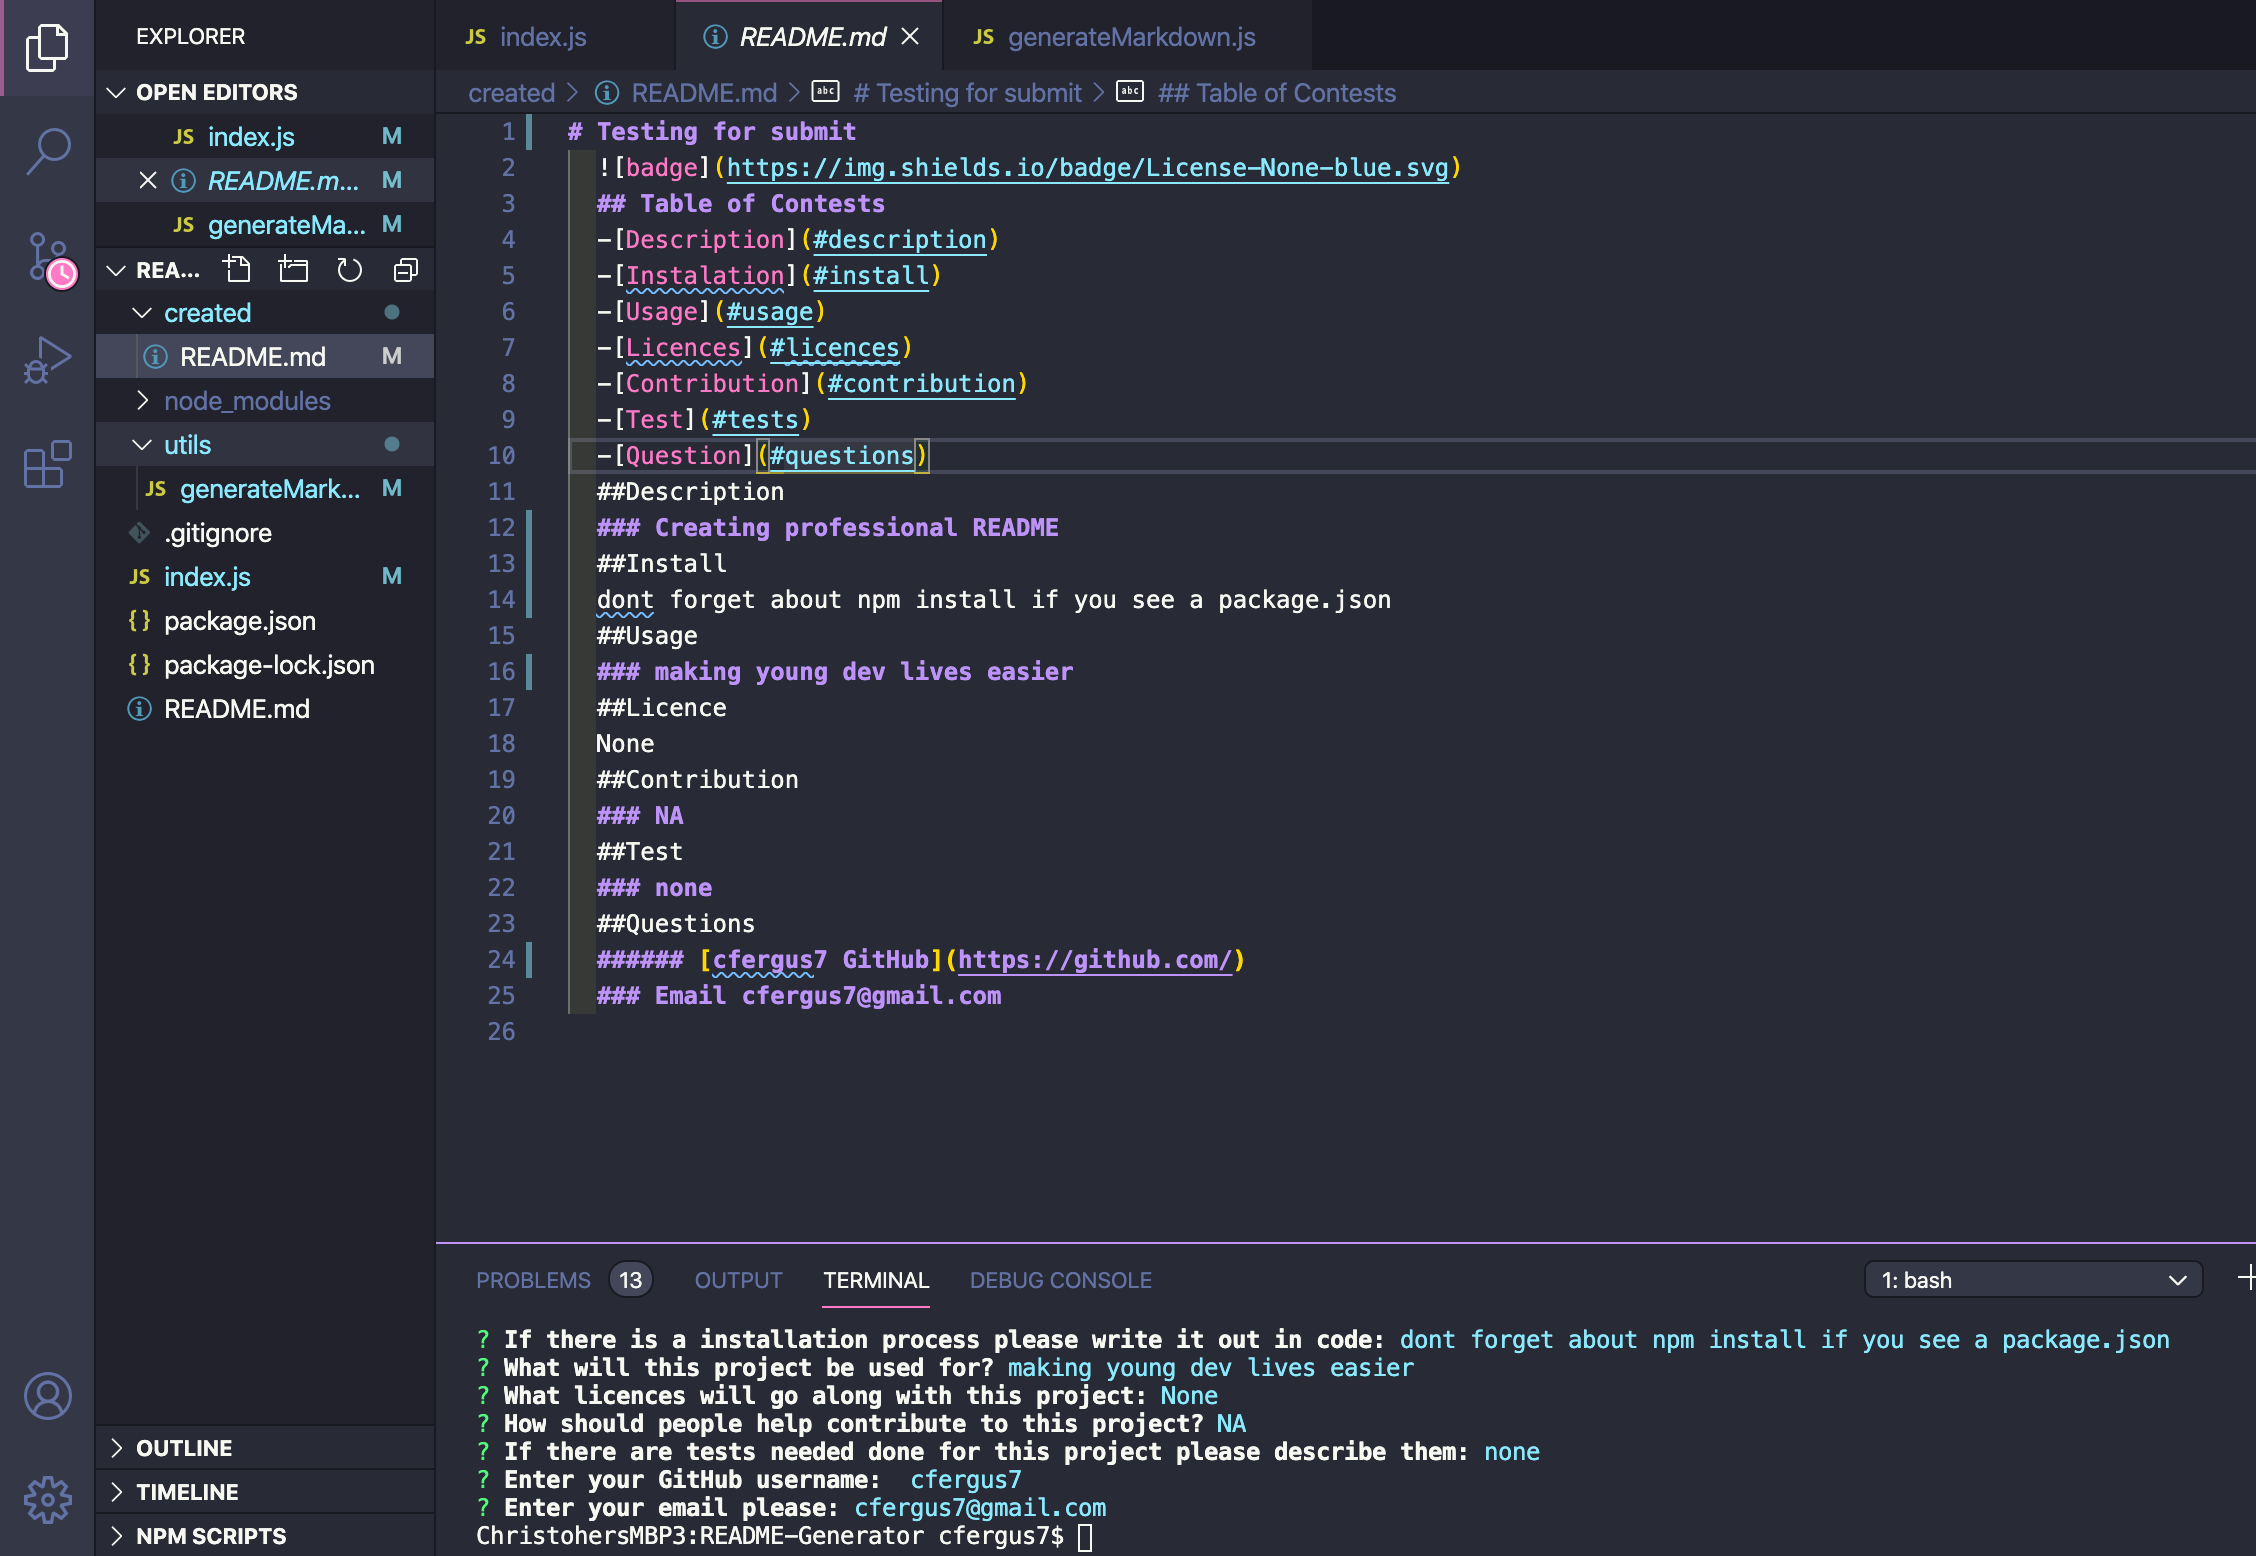 EXPLORER
OPEN EDITORS
JS index.js M
README.m... M
JS generateMa... M
REA...
created
README.md M
node_modules
utils
JS generateMark... M
.gitignore
JS index.js M
{} package.json
{} package-lock.json
README.md
OUTLINE
TIMELINE
NPM SCRIPTS
JS index.js
README.md
JS generateMarkdown.js
created > README.md > abc # Testing for submit > abc ## Table of Contests
1 # Testing for submit
2 ![badge](https://img.shields.io/badge/License-None-blue.svg)
3 ## Table of Contests
4 -[Description](#description)
5 -[Instalation](#install)
6 -[Usage](#usage)
7 -[Licences](#licences)
8 -[Contribution](#contribution)
9 -[Test](#tests)
10 -[Question](#questions)
11 ##Description
12 ### Creating professional README
13 ##Install
14 dont forget about npm install if you see a package.json
15 ##Usage
16 ### making young dev lives easier
17 ##Licence
18 None
19 ##Contribution
20 ### NA
21 ##Test
22 ### none
23 ##Questions
24 ###### [cfergus7 GitHub](https://github.com/)
25 ### Email cfergus7@gmail.com
26
PROBLEMS 13 OUTPUT TERMINAL DEBUG CONSOLE 1: bash
? If there is a installation process please write it out in code: dont forget about npm install if you see a package.json
? What will this project be used for? making young dev lives easier
? What licences will go along with this project: None
? How should people help contribute to this project? NA
? If there are tests needed done for this project please describe them: none
? Enter your GitHub username:  cfergus7
? Enter your email please: cfergus7@gmail.com
ChristohersMBP3:README-Generator cfergus7$